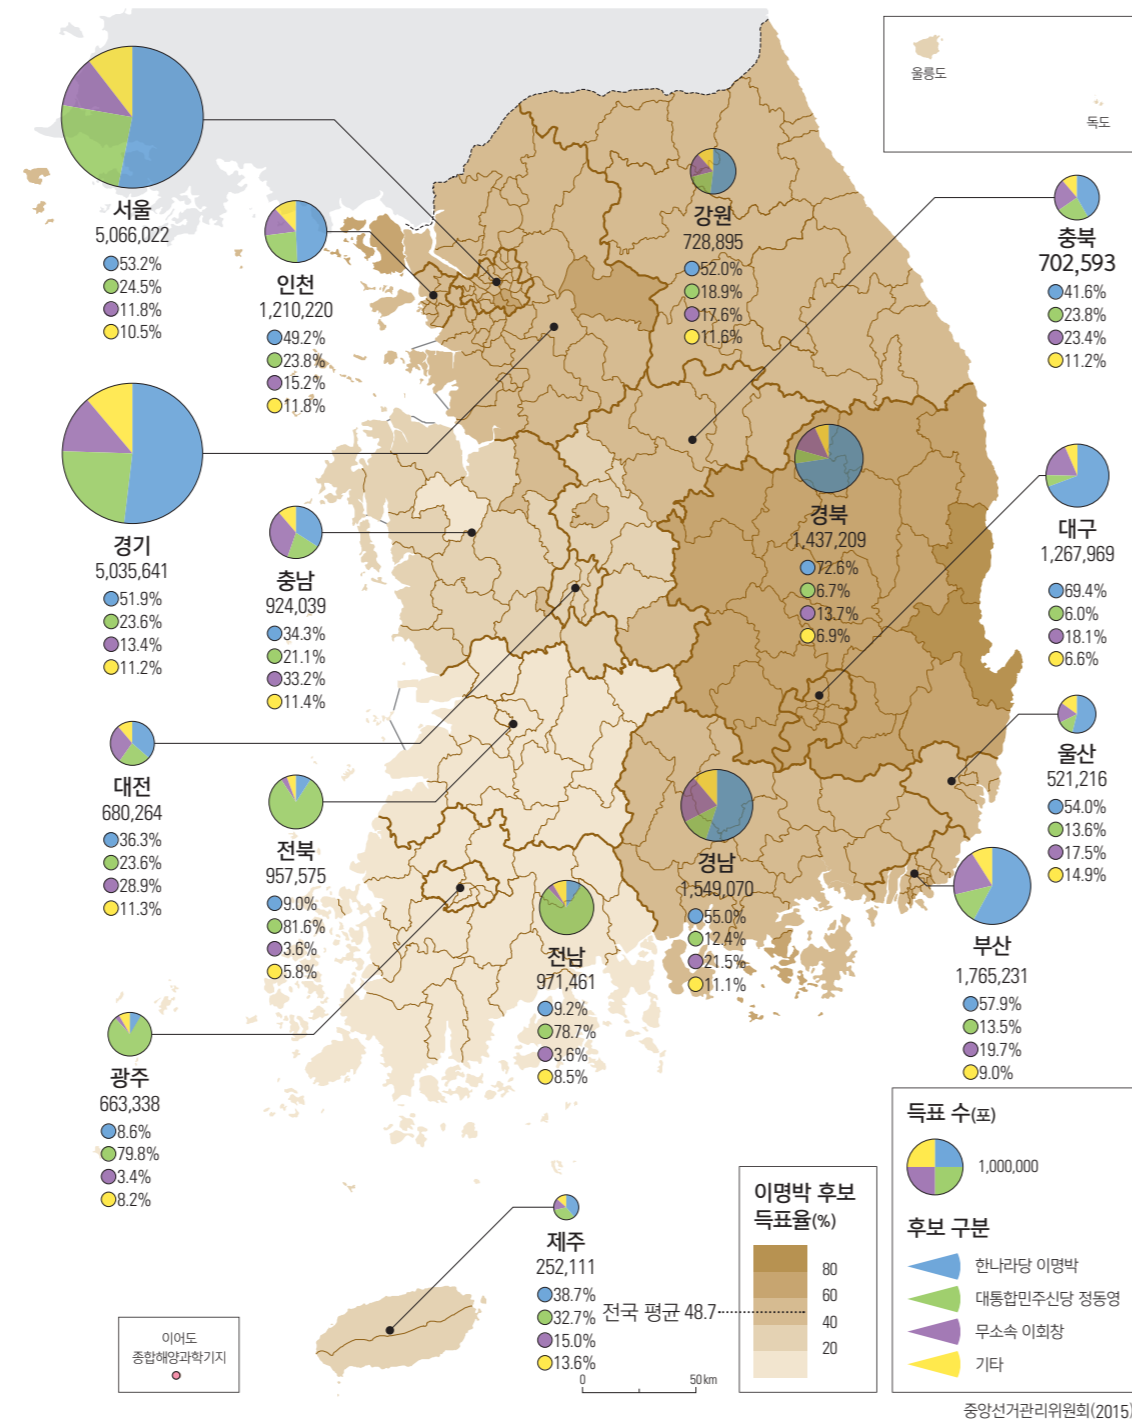 울릉도
독도
서울
5,066,022
53.2%
24.5%
11.8%
10.5%
인천
1,210,220
49.2%
23.8%
15.2%
11.8%
강원
728,895
52.0%
18.9%
17.6%
11.6%
충북
702,593
41.6%
23.8%
23.4%
11.2%
경기
5,035,641
51.9%
23.6%
13.4%
11.2%
충남
924,039
34.3%
21.1%
33.2%
11.4%
경북
1,437,209
72.6%
6.7%
13.7%
6.9%
대구
1,267,969
69.4%
6.0%
18.1%
6.6%
대전
680,264
36.3%
23.6%
28.9%
11.3%
전북
957,575
9.0%
81.6%
3.6%
5.8%
울산
521,216
54.0%
13.6%
17.5%
14.9%
경남
1,549,070
55.0%
12.4%
21.5%
11.1%
부산
1,765,231
57.9%
13.5%
19.7%
9.0%
전남
971,461
9.2%
78.7%
3.6%
8.5%
광주
663,338
8.6%
79.8%
3.4%
8.2%
제주
252,111
38.7%
32.7%
15.0%
13.6%
이어도
종합해양과학기지
0 50km
전국 평균 48.7
이명박 후보
득표율(%)
80
60
40
20
득표 수(표)
1,000,000
후보 구분
한나라당 이명박
대통합민주신당 정동영
무소속 이회창
기타
중앙선거관리위원회(2015)